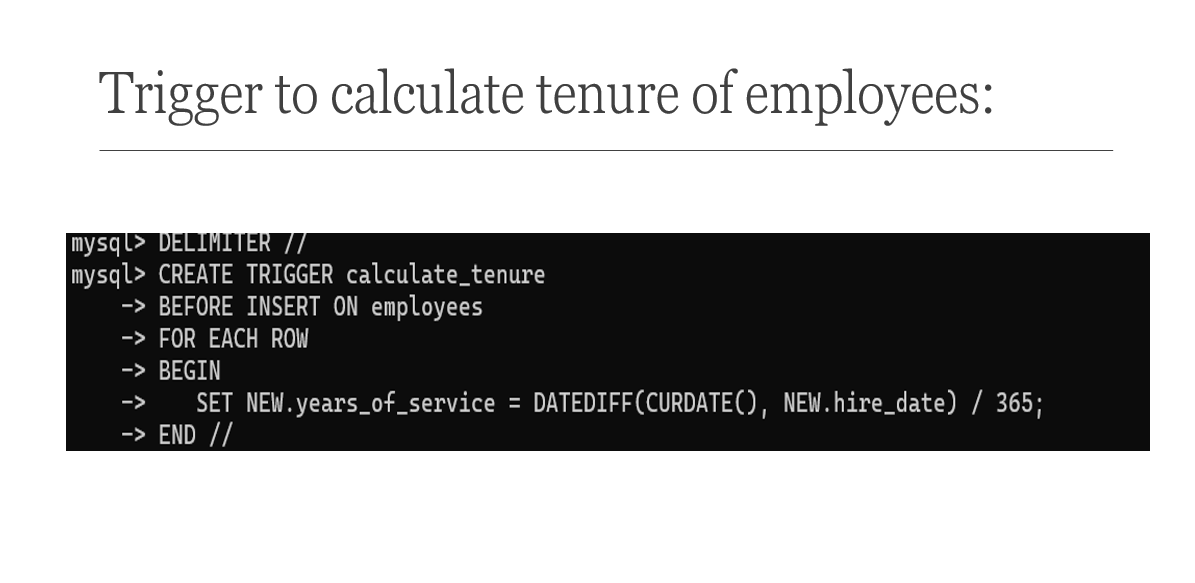 Trigger to calculate tenure of employees:
mysql> DELIMITER //
mysql> CREATE TRIGGER calculate_tenure
    -> BEFORE INSERT ON employees
    -> FOR EACH ROW
    -> BEGIN
    ->    SET NEW.years_of_service = DATEDIFF(CURDATE(), NEW.hire_date) / 365;
    -> END //